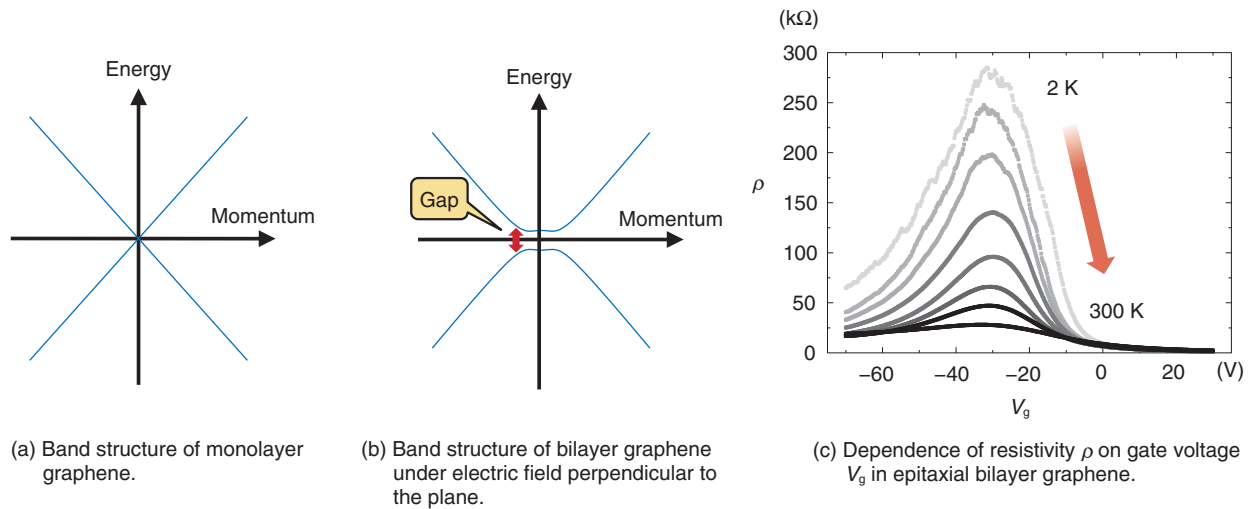 Energy
Momentum
(a) Band structure of monolayer
graphene.
Energy
Gap
Momentum
(b) Band structure of bilayer graphene
under electric field perpendicular to
the plane.
(kΩ)
300
250
200
150
100
50
0
ρ
2 K
300 K
−60
−40
−20
0
20
(V)
Vg
(c) Dependence of resistivity ρ on gate voltage
Vg in epitaxial bilayer graphene.